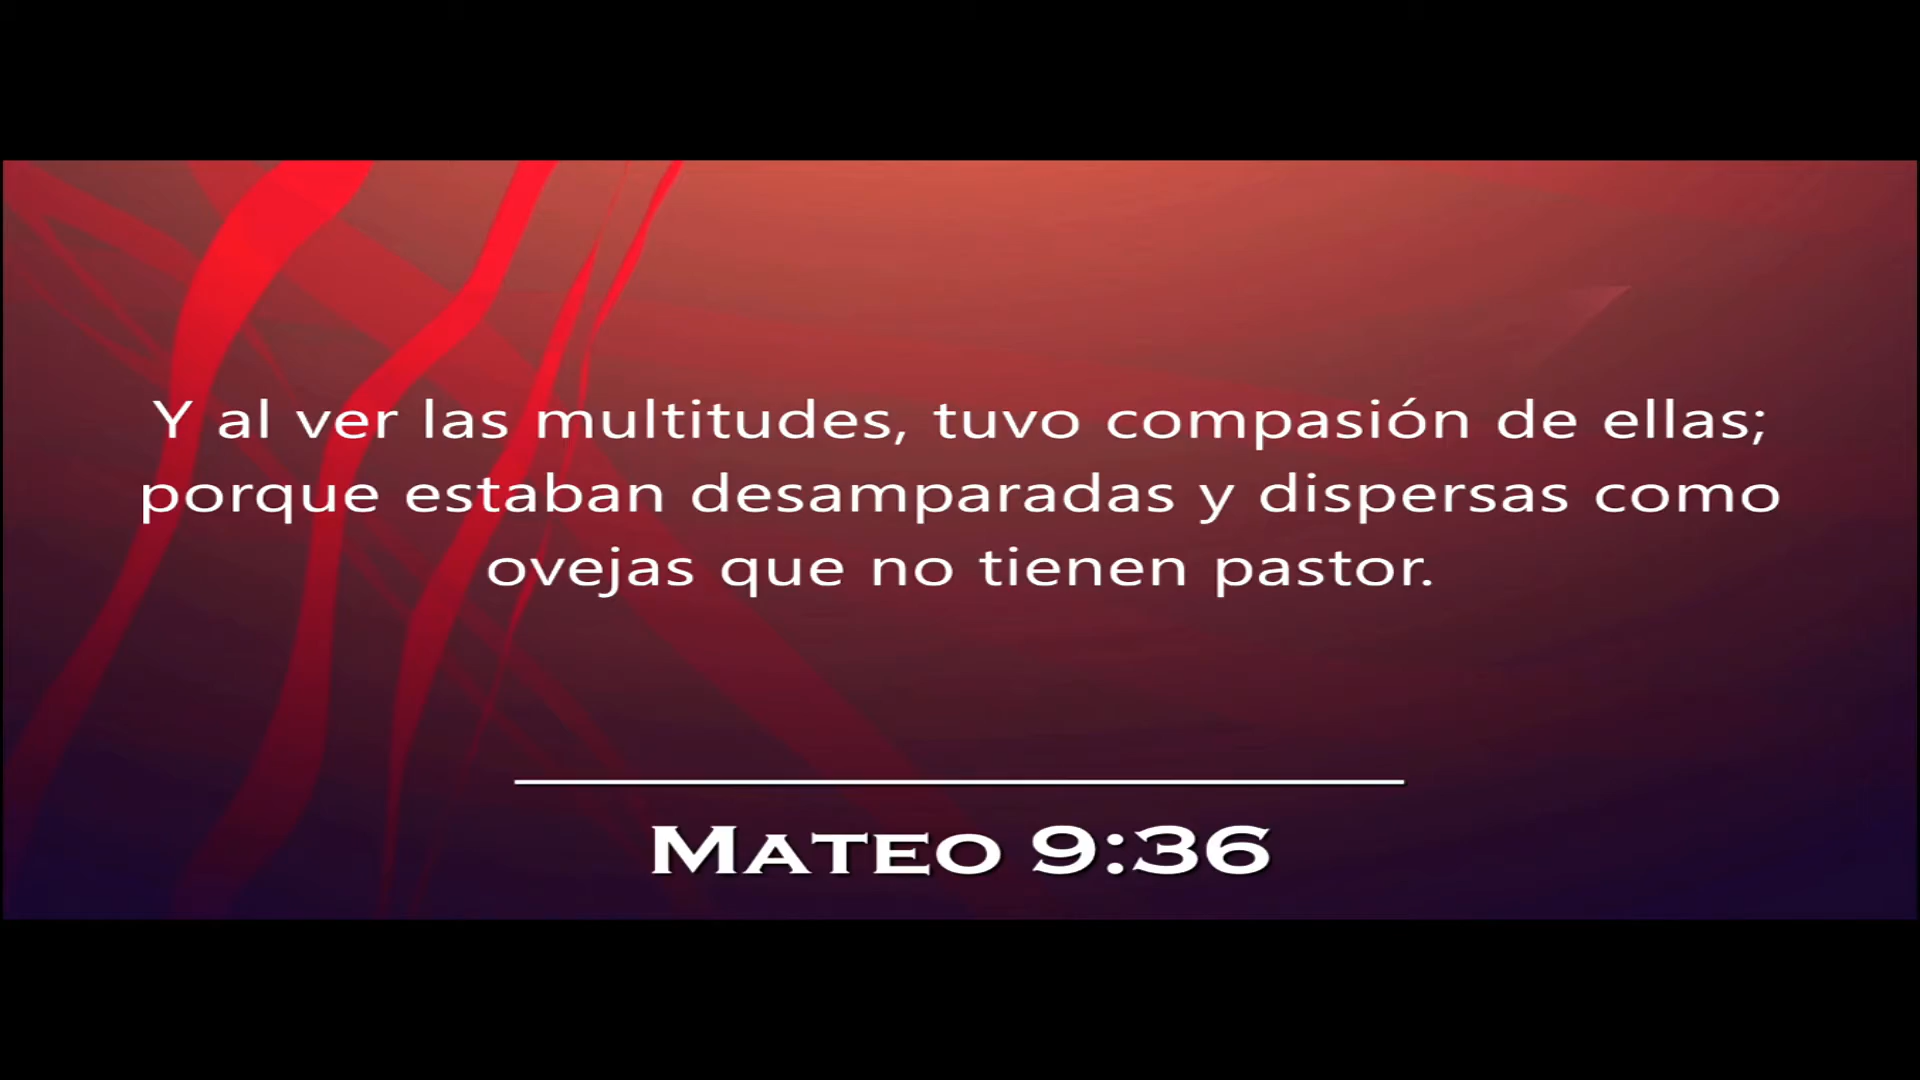 Y al ver las multitudes, tuvo compasión de ellas;
porque estaban desamparadas y dispersas como
ovejas que no tienen pastor.
MATEO 9:36